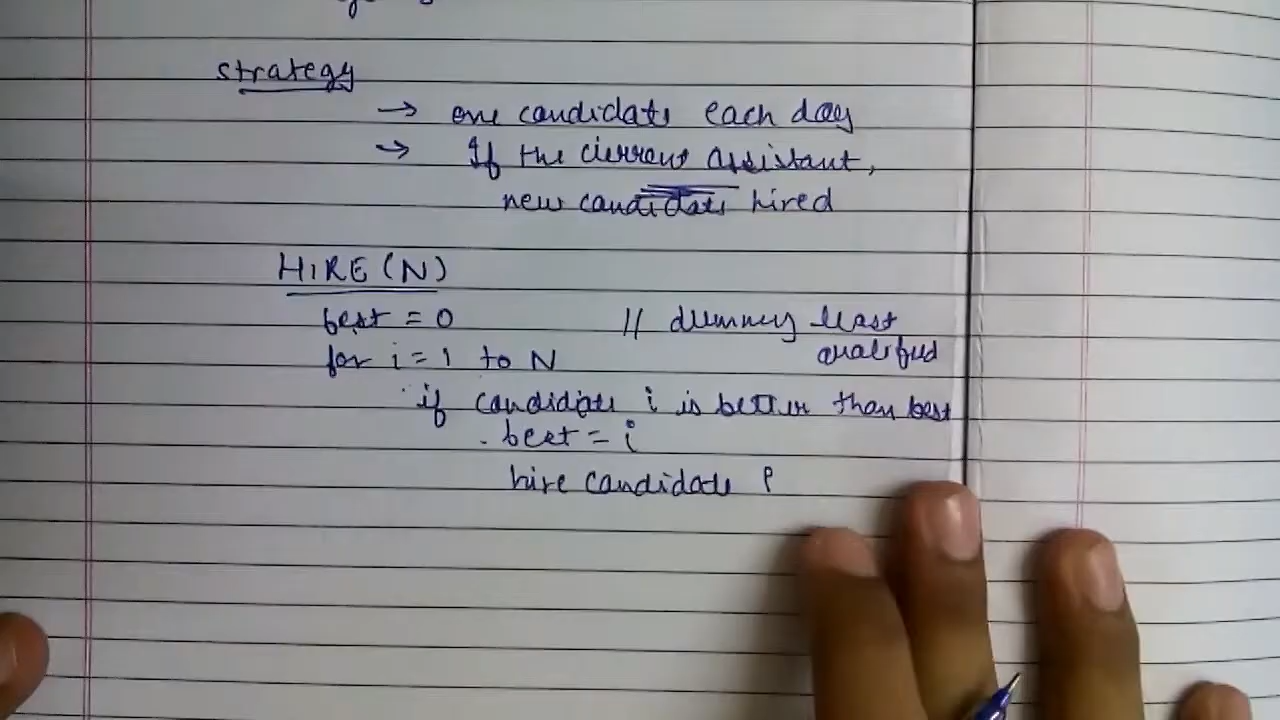 strategy
→ one candidate each day
→ If the current assistant,
new candidate hired
HIRE (N)
best = 0 // dummy least
qualified
for i = 1 to N
if candidate i is better than best
best = i
hire candidate i